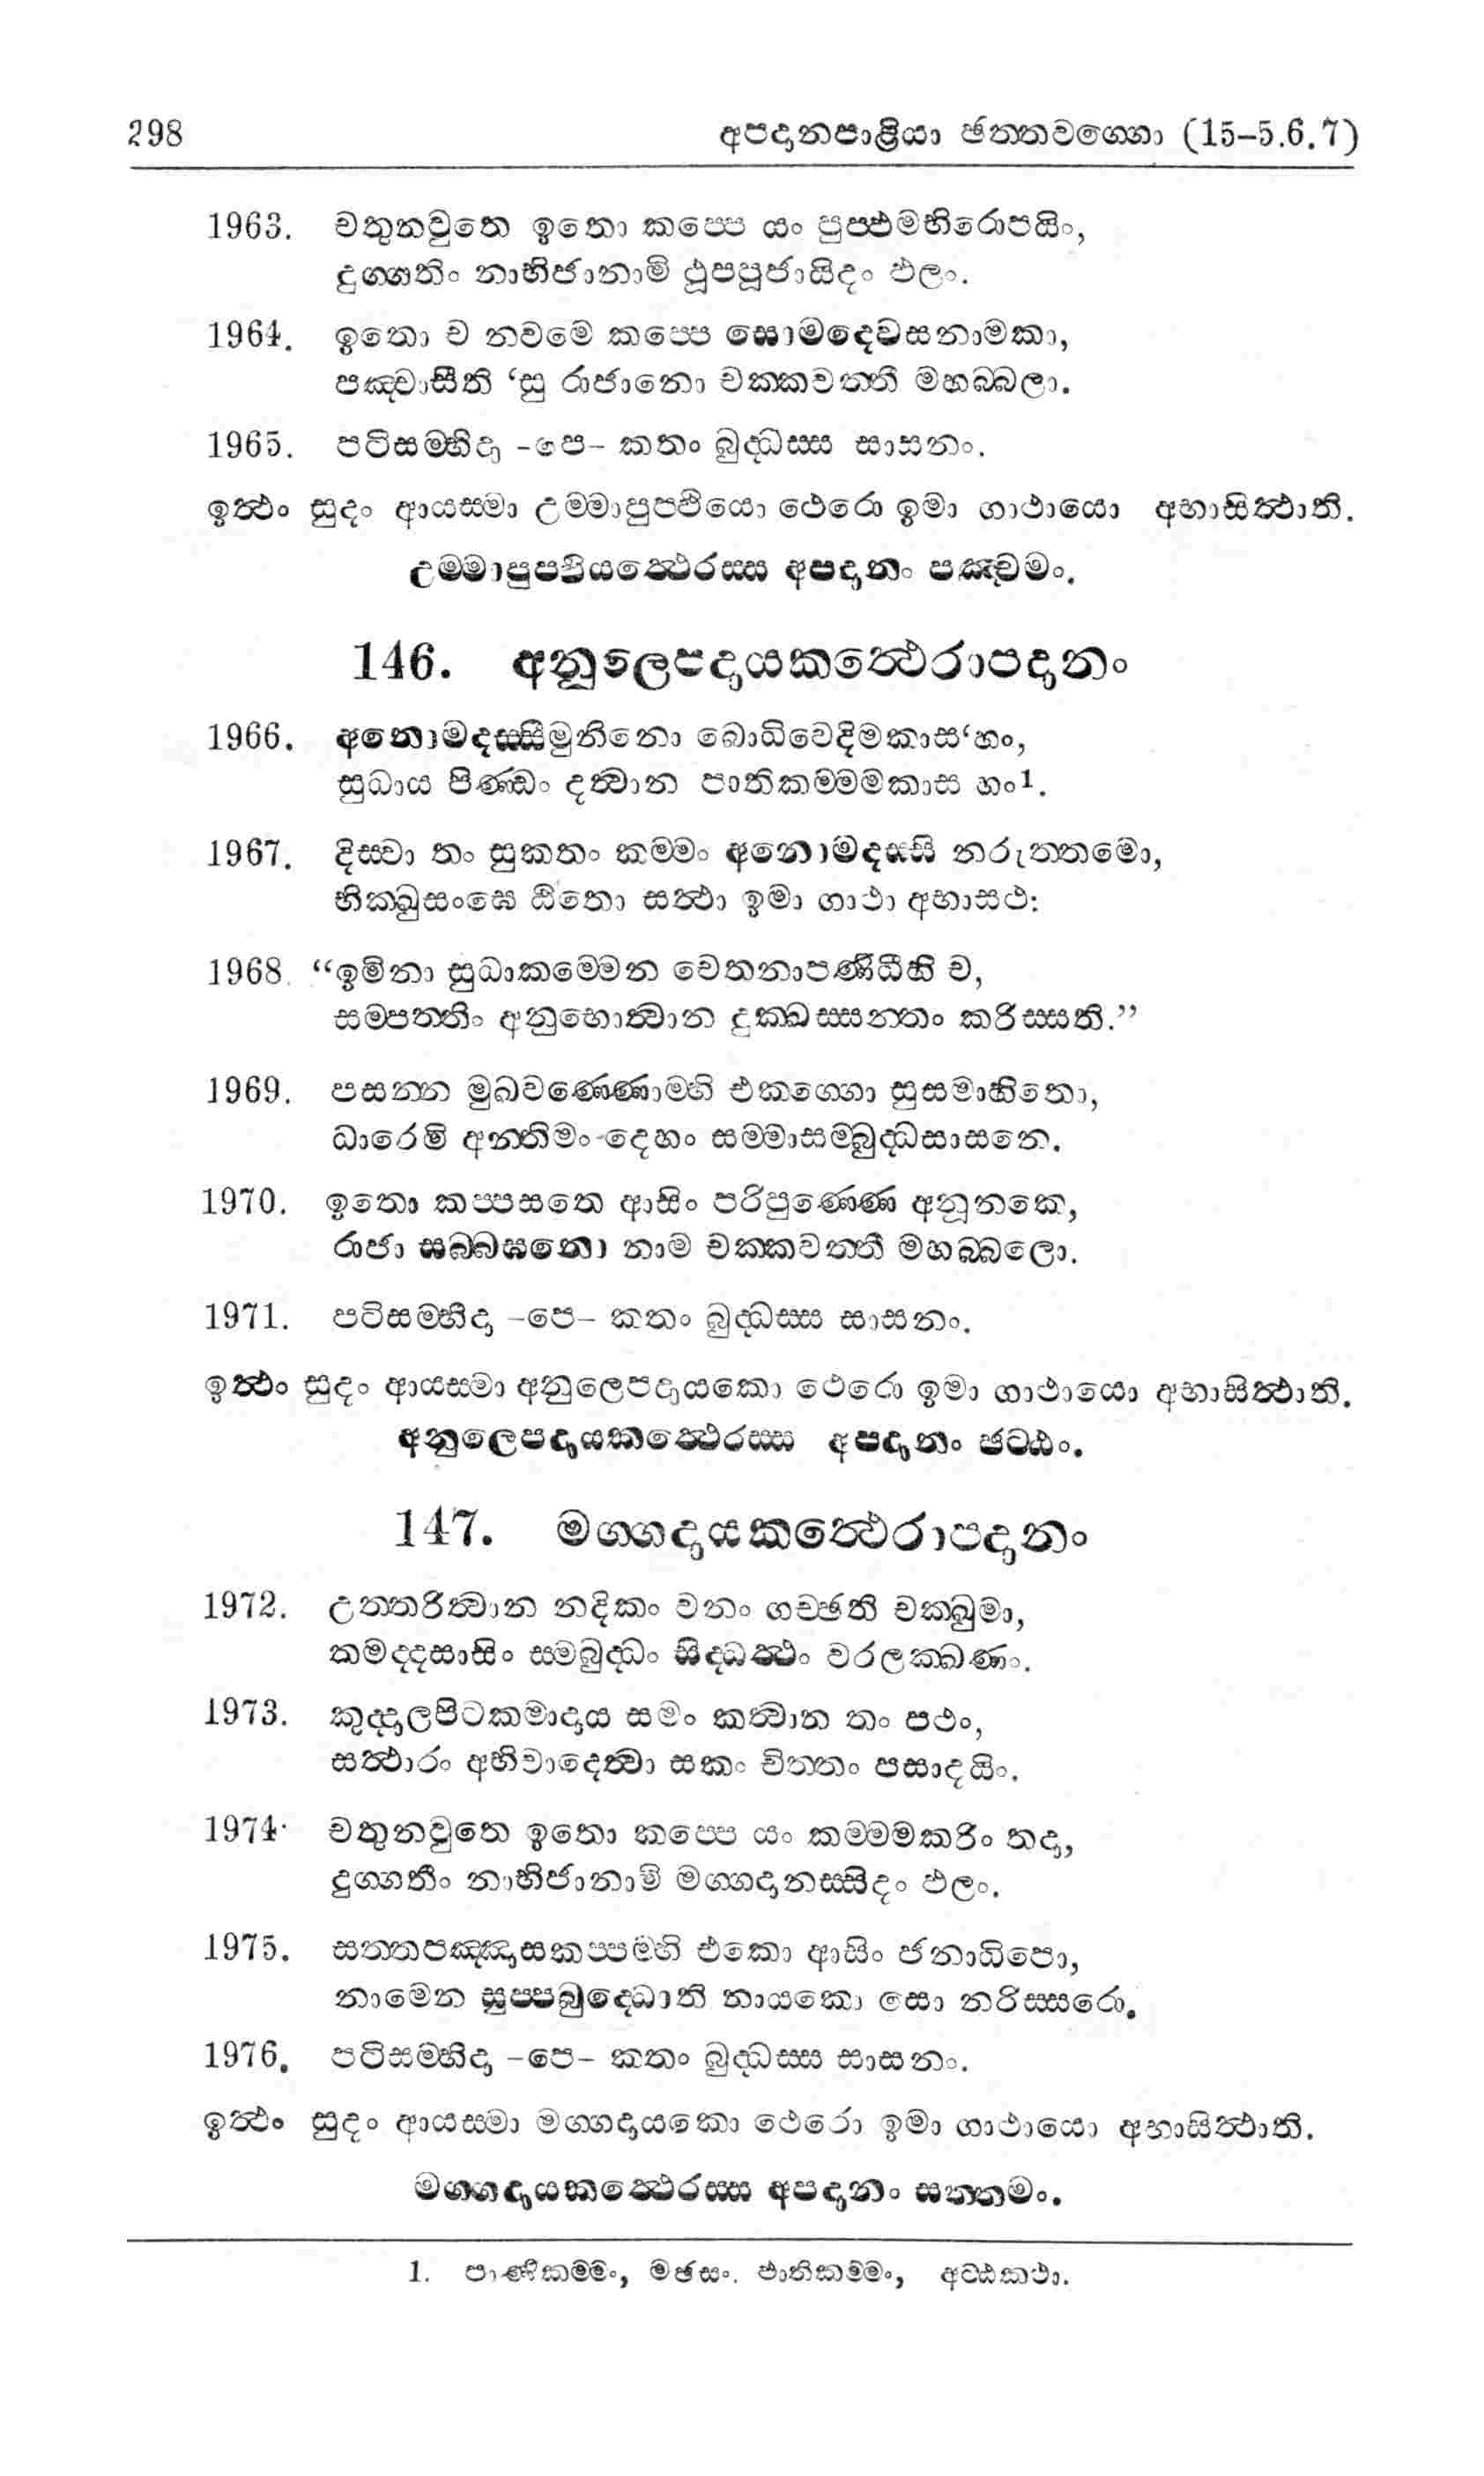 298 අපදානපාළියා ඡත්තවග්ගො (15–5.6.7)
1963. චතුනවුතෙ ඉතො කප්පෙ යං පුප්ඵමභිරොපයිං,
දුග්ගතිං නාභිජානාමි ථූපපූජායිදං ඵලං.
1964. ඉතො ච නවමෙ කප්පෙ සොමදෙවසනාමකා,
පඤ්චාසීති ‘සු රාජානො චක්කවත්තී මහබ්බලා.
1965. පටිසම්භිදා -පෙ- කතං බුද්ධස්ස සාසනං.
ඉත්ථං සුදං ආයස්මා උම්මාපුප්ඵියො ථෙරො ඉමා ගාථායො අභාසිත්ථාති.
උම්මාපුප්ඵියත්ථෙරස්ස අපදානං පඤ්චමං.
146. අනුලෙපදායකත්ථෙරාපදානං
1966. අනොමදස්සීමුනිනො බොධිවෙදිමකාස‘හං,
සුධාය පිණ්ඩං දත්වාන පාතිකම්මමකාස හං1.
1967. දිස්වා තං සුකතං කම්මං අනොමදස්සි නරුත්තමො,
භික්ඛුසංඝෙ ඨිතො සත්ථා ඉමා ගාථා අභාසථ:
1968. “ඉමිනා සුධාකම්මෙන චෙතනාපණිධීහි ච,
සම්පත්තිං අනුභොත්වාන දුක්ඛස්සන්තං කරිස්සති.”
1969. පසන්න මුඛවණ්ණොම්හි එකග්ගො සුසමාහිතො,
ධාරෙමි අන්තිමං දෙහං සම්මාසම්බුද්ධසාසනෙ.
1970. ඉතො කප්පසතෙ ආසිං පරිපුණ්ණෙ අනූනකෙ,
රාජා සබ්බඝනො නාම චක්කවත්තී මහබ්බලො.
1971. පටිසම්භිදා –පෙ– කතං බුද්ධස්ස සාසනං.
ඉත්ථං සුදං ආයස්මා අනුලෙපදායකො ථෙරො ඉමා ගාථායො අභාසිත්ථාති.
අනුලෙපදායකත්ථෙරස්ස අපදානං ඡට්ඨං.
147. මග්ගදායකත්ථෙරාපදානං
1972. උත්තරිත්වාන නදිකං වනං ගච්ඡති චක්ඛුමා,
තමද්දසාසිං සම්බුද්ධං සිද්ධත්ථං වරලක්ඛණං.
1973. කුද්දාලපිටකමාදාය සමං කත්වාන තං පථං,
සත්ථාරං අභිවාදෙත්වා සකං චිත්තං පසාදයිං.
1974. චතුනවුතෙ ඉතො කප්පෙ යං කම්මමකරිං තදා,
දුග්ගතීං නාභිජානාමි මග්ගදානස්සිදං ඵලං.
1975. සත්තපඤ්ඤාසකප්පම්හි එකො ආසිං ජනාධිපො,
නාමෙන සුප්පබුද්ධොති නායකො සො නරිස්සරො.
1976. පටිසම්භිදා –පෙ– කතං බුද්ධස්ස සාසනං.
ඉත්ථං සුදං ආයස්මා මග්ගදායකො ථෙරො ඉමා ගාථායො අභාසිත්ථාති.
මග්ගදායකත්ථෙරස්ස අපදානං සත්තමං.
1. පාණිකම්මං, මඡසං. ඵාතිකම්මං, අට්ඨකථා.